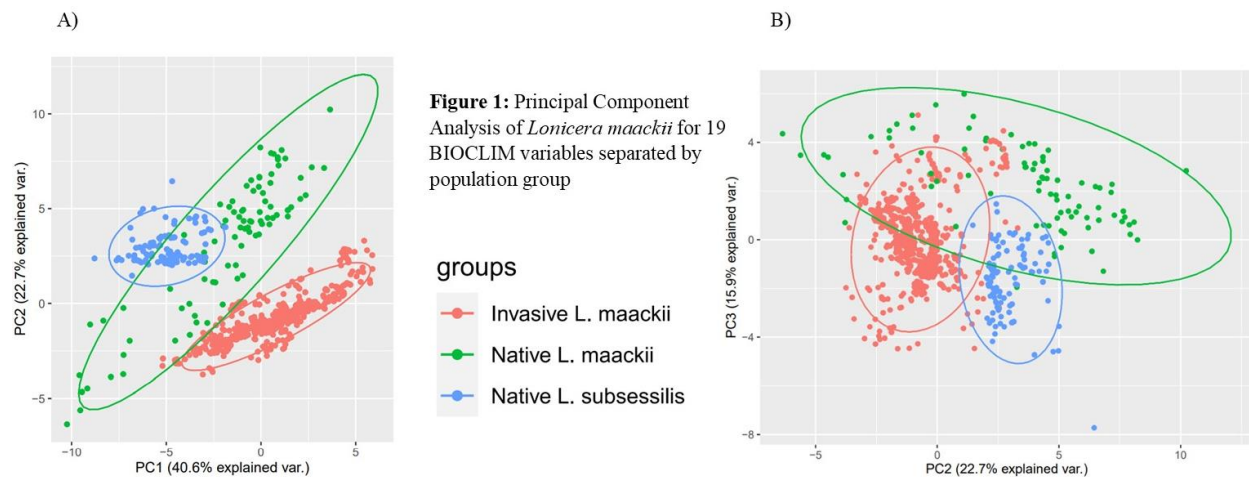 A)
B)
Figure 1: Principal Component
Analysis of Lonicera maackii for 19
BIOCLIM variables separated by
population group
groups
Invasive L. maackii
Native L. maackii
Native L. subsessilis
PC2 (22.7% explained var.)
10
5
0
−5
−10
−5
0
5
PC1 (40.6% explained var.)
PC3 (15.9% explained var.)
4
0
−4
−8
−5
0
5
10
PC2 (22.7% explained var.)